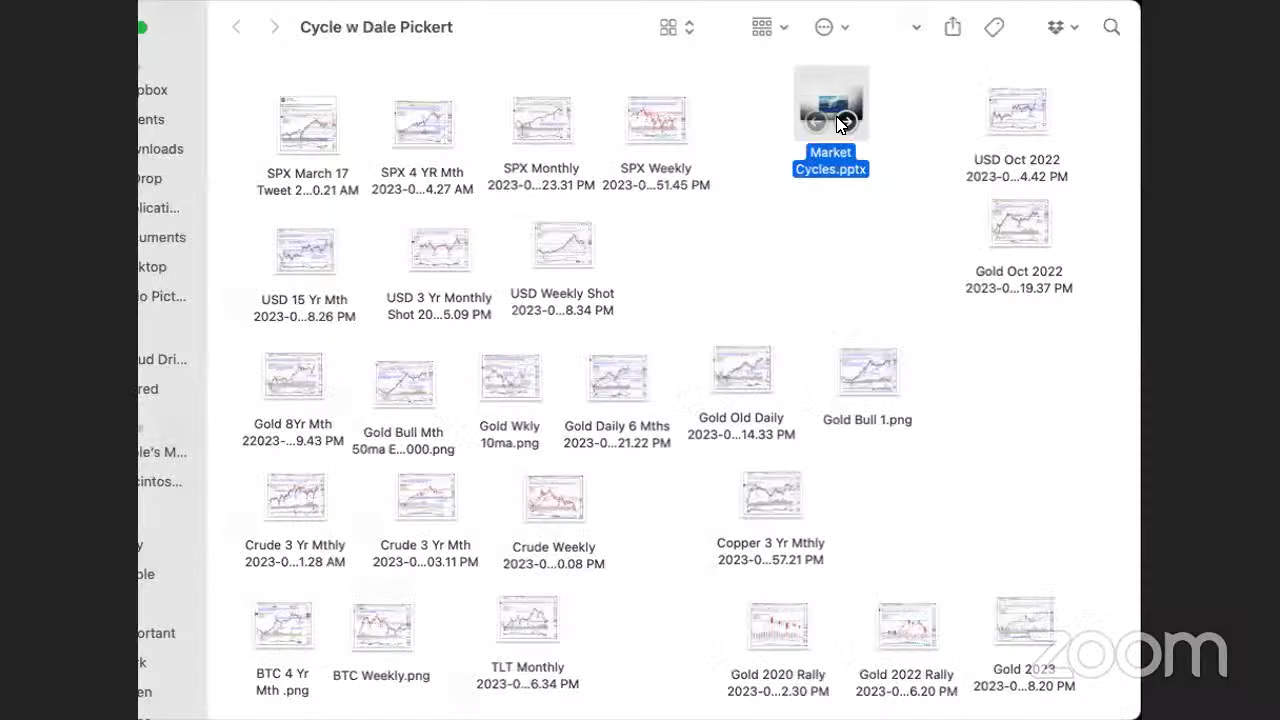 Cycle w Dale Pickert
pbox
ents
wnloads
Drop
licati...
cuments
ktop
lo Pict...
ud Dri...
red
ple's M...
cintos...
y
ple
ortant
rk
en
SPX March 17
Tweet 2...0.21 AM
SPX 4 YR Mth
2023-0...4.27 AM
SPX Monthly
2023-0...23.31 PM
SPX Weekly
2023-0...51.45 PM
Market
Cycles.pptx
USD Oct 2022
2023-0...4.42 PM
Gold Oct 2022
2023-0...19.37 PM
USD 15 Yr Mth
2023-0...8.26 PM
USD 3 Yr Monthly
Shot 20...5.09 PM
USD Weekly Shot
2023-0...8.34 PM
Gold 8Yr Mth
22023-...9.43 PM
Gold Bull Mth
50ma E...000.png
Gold Wkly
10ma.png
Gold Daily 6 Mths
2023-0...21.22 PM
Gold Old Daily
2023-0...14.33 PM
Gold Bull 1.png
Crude 3 Yr Mthly
2023-0...1.28 AM
Crude 3 Yr Mth
2023-0...03.11 PM
Crude Weekly
2023-0...0.08 PM
Copper 3 Yr Mthly
2023-0...57.21 PM
BTC 4 Yr
Mth .png
BTC Weekly.png
TLT Monthly
2023-0...6.34 PM
Gold 2020 Rally
2023-0...2.30 PM
Gold 2022 Rally
2023-0...6.20 PM
Gold 2023
2023-0...8.20 PM
zoom